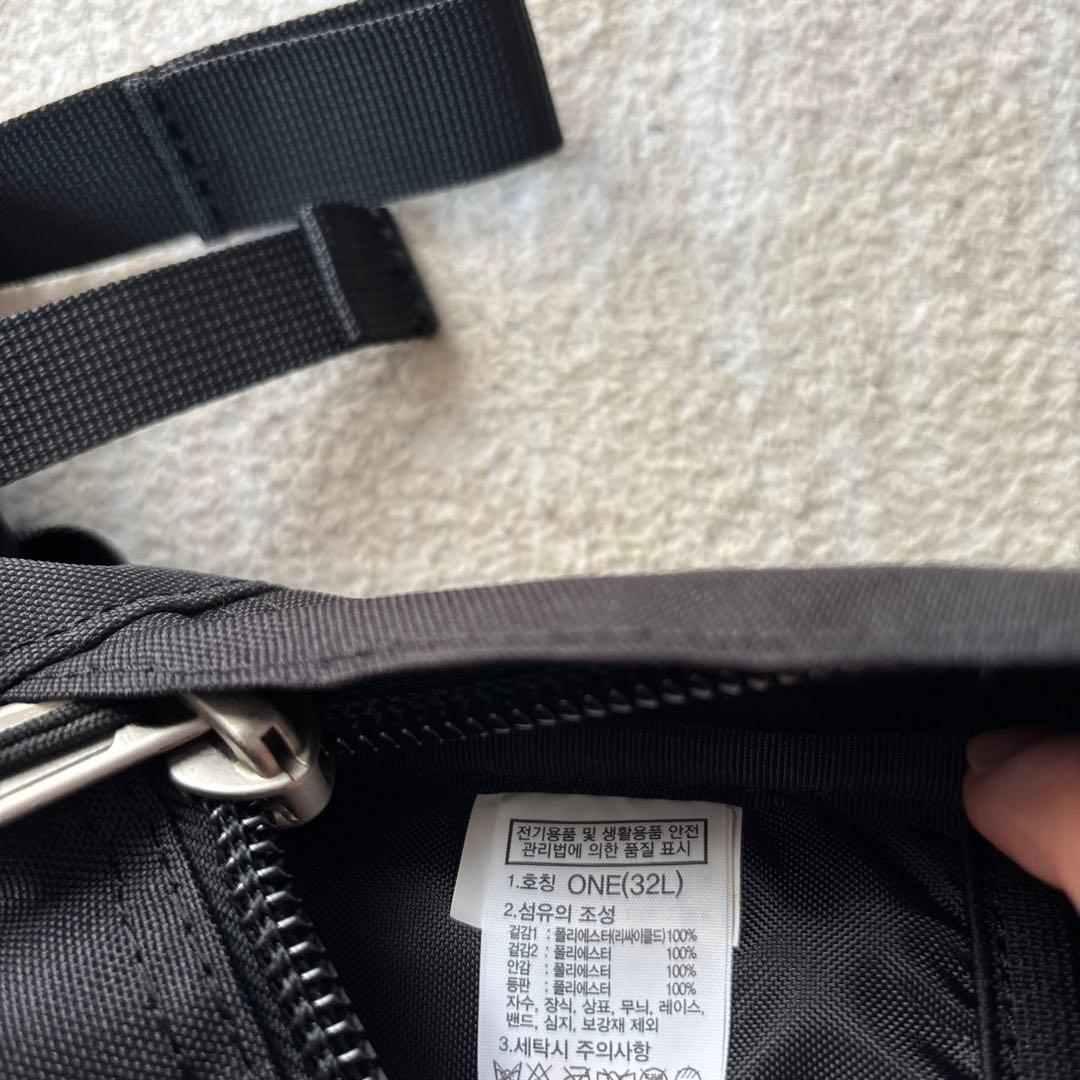 전기용품 및 생활용품 안전
관리법에 의한 품질 표시
1.호칭 ONE(32L)
2.섬유의 조성
겉감1 : 폴리에스터(리싸이클드)100%
겉감2 : 폴리에스터 100%
안감 : 폴리에스터 100%
등판 : 폴리에스터 100%
자수, 장식, 상표, 무늬, 레이스,
밴드, 심지, 보강재 제외
3.세탁시 주의사항